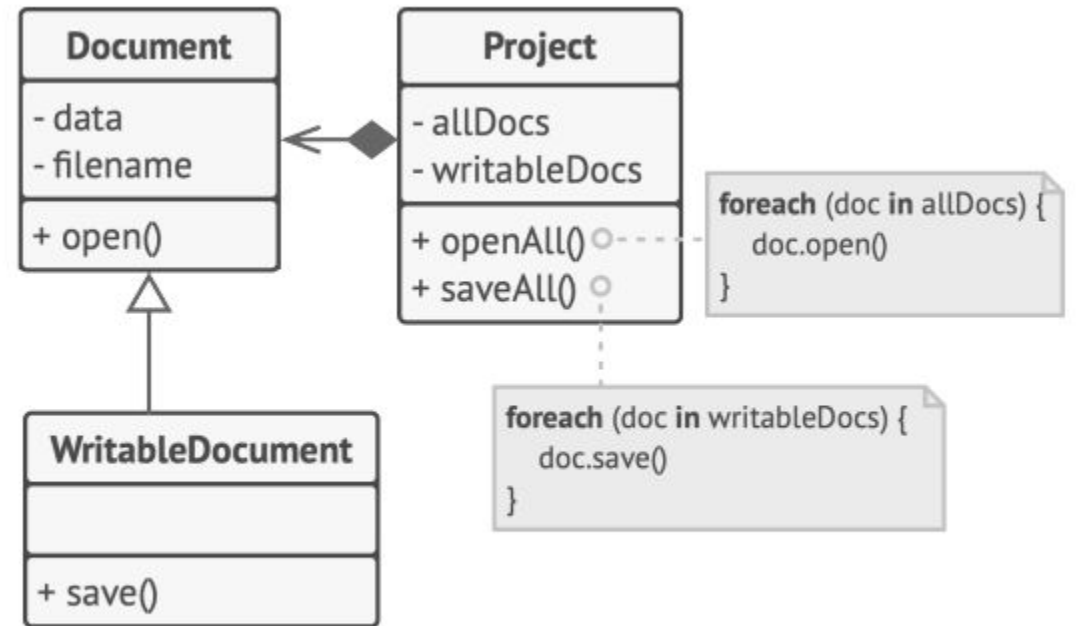 Document
- data
- filename
+ open()
Project
- allDocs
- writableDocs
+ openAll()
+ saveAll()
foreach (doc in allDocs) {
doc.open()
}
foreach (doc in writableDocs) {
doc.save()
}
WritableDocument
+ save()